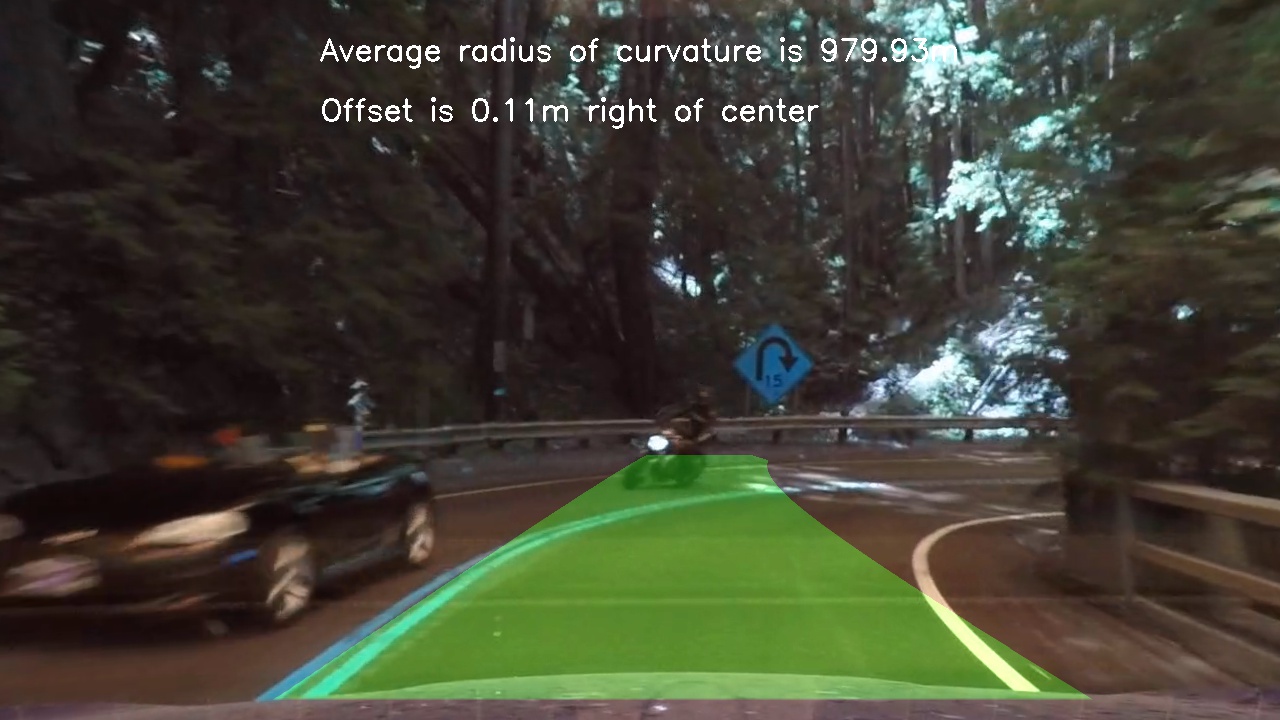 Average radius of curvature is 979.93m
Offset is 0.11m right of center
15